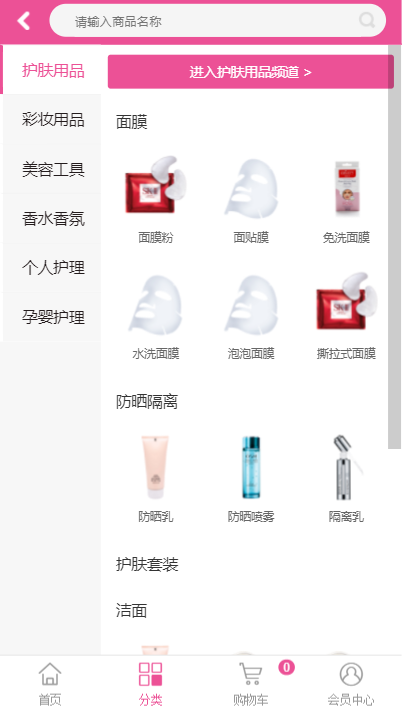 请输入商品名称
护肤用品
彩妆用品
美容工具
香水香氛
个人护理
孕婴护理
进入护肤用品频道 >
面膜
SK-II
面膜粉 面贴膜 免洗面膜
水洗面膜 泡泡面膜 撕拉式面膜
防晒隔离
防晒乳 防晒喷雾 隔离乳
护肤套装
洁面
0
首页 分类 购物车 会员中心